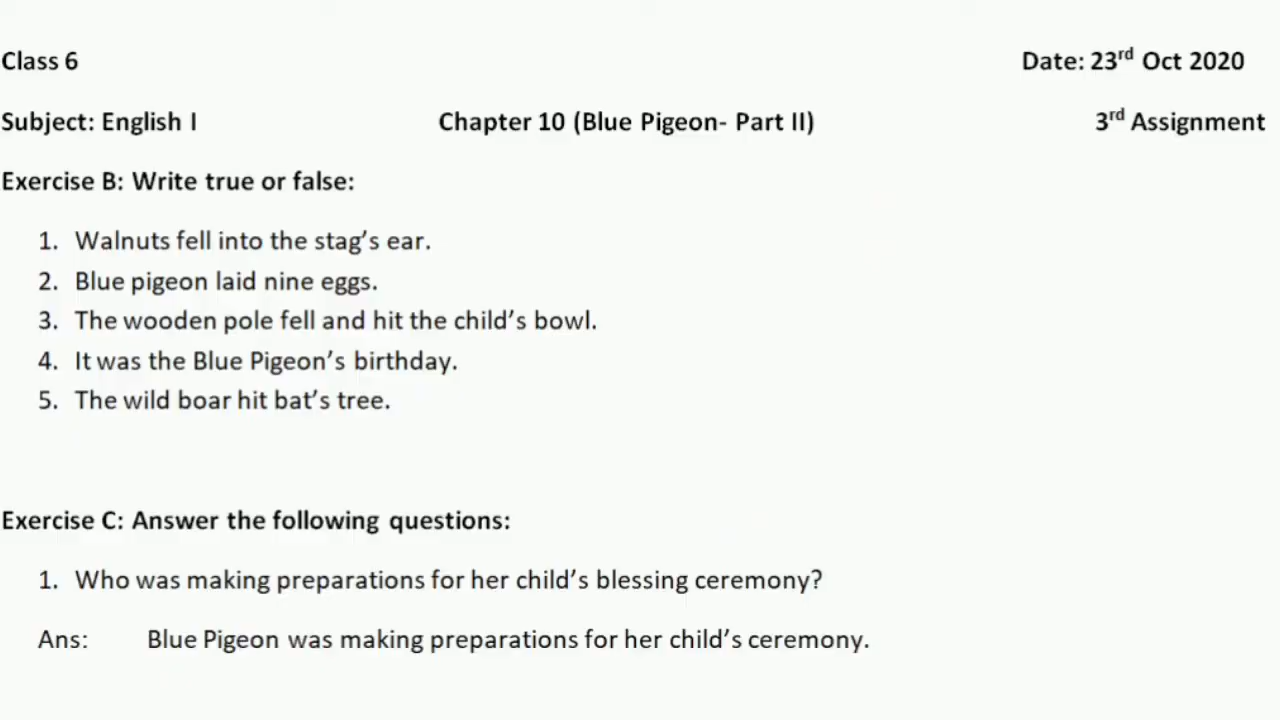 Class 6 Date: 23rd Oct 2020
Subject: English I Chapter 10 (Blue Pigeon- Part II) 3rd Assignment
Exercise B: Write true or false:
1. Walnuts fell into the stag’s ear.
2. Blue pigeon laid nine eggs.
3. The wooden pole fell and hit the child’s bowl.
4. It was the Blue Pigeon’s birthday.
5. The wild boar hit bat’s tree.
Exercise C: Answer the following questions:
1. Who was making preparations for her child’s blessing ceremony?
Ans: Blue Pigeon was making preparations for her child’s ceremony.